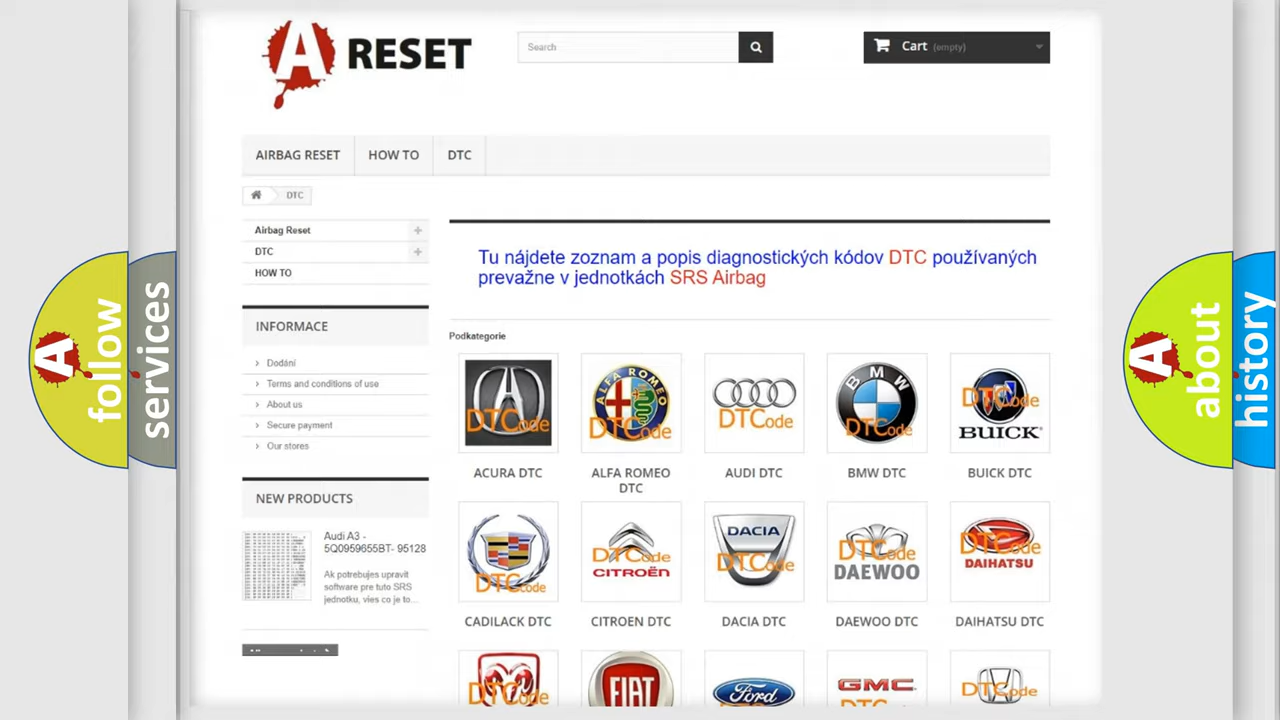 A RESET
Search
Cart (empty)
AIRBAG RESET
HOW TO
DTC
DTC
Airbag Reset
DTC
HOW TO
INFORMACE
Dodání
Terms and conditions of use
About us
Secure payment
Our stores
NEW PRODUCTS
Audi A3 -
5Q0959655BT- 95128
Ak potrebujes upravit
software pre tuto SRS
jednotku, vies co je to...
Tu nájdete zoznam a popis diagnostických kódov DTC používaných
prevažne v jednotkách SRS Airbag
Podkategorie
DTCode
ACURA DTC
ALFA ROMEO
DTCode
ALFA ROMEO
DTC
DTCode
AUDI DTC
BMW
DTCode
BMW DTC
DTCode
BUICK
BUICK DTC
DTCode
CADILACK DTC
DTCode
CITROËN
CITROEN DTC
DACIA
DTCode
DACIA DTC
DTCode
DAEWOO
DAEWOO DTC
DTCode
DAIHATSU
DAIHATSU DTC
DTCode
FIAT
Ford
GMC
DTCode
A follow
services
A about
history